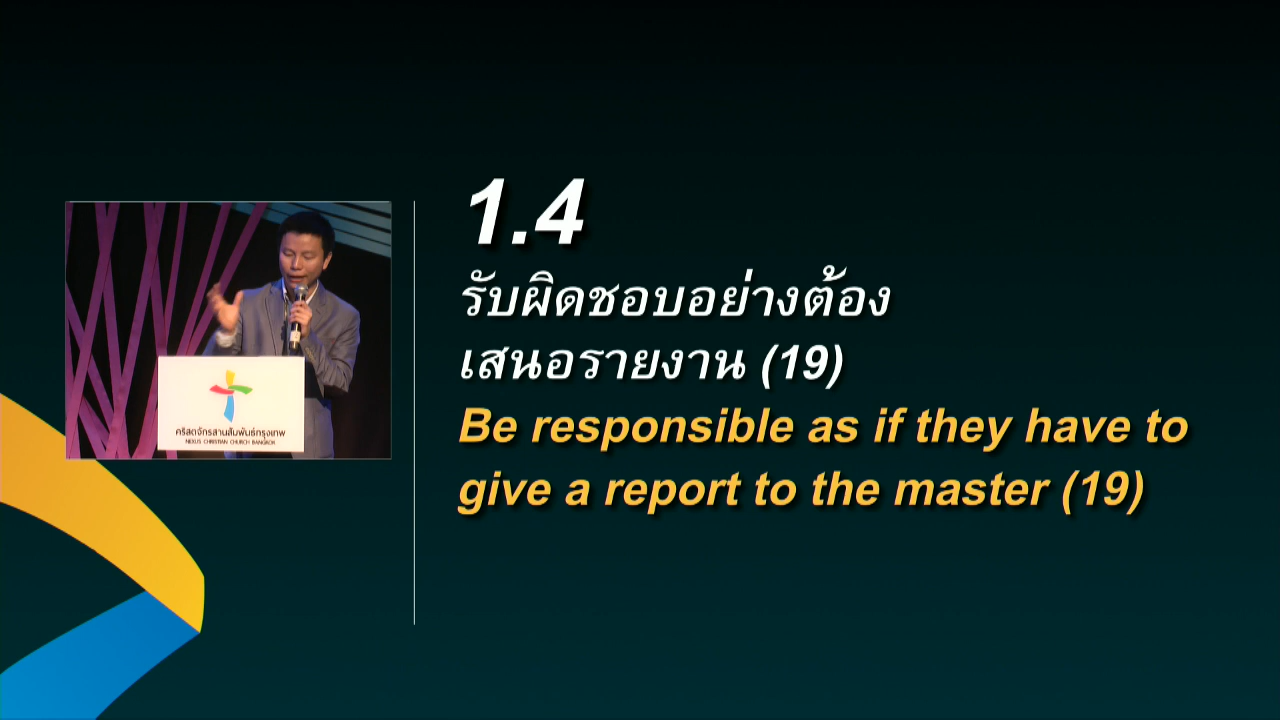 คริสตจักรสานสัมพันธ์กรุงเทพ
NEXUS CHRISTIAN CHURCH BANGKOK
1.4
รับผิดชอบอย่างต้อง
เสนอรายงาน (19)
Be responsible as if they have to
give a report to the master (19)